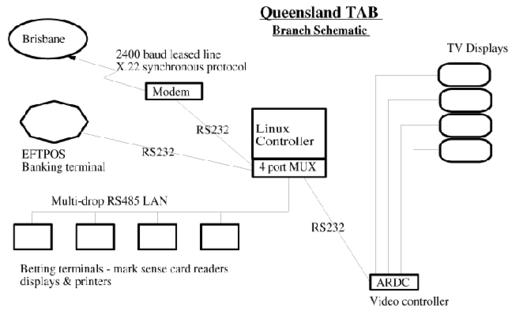 Queensland TAB
Branch Schematic
Brisbane
2400 baud leased line
X.22 synchronous protocol
Modem
TV Displays
RS232
Linux
Controller
4 port MUX
EFTPOS
Banking terminal
RS232
Multi-drop RS485 LAN
RS232
Betting terminals - mark sense card readers
displays & printers
ARDC
Video controller